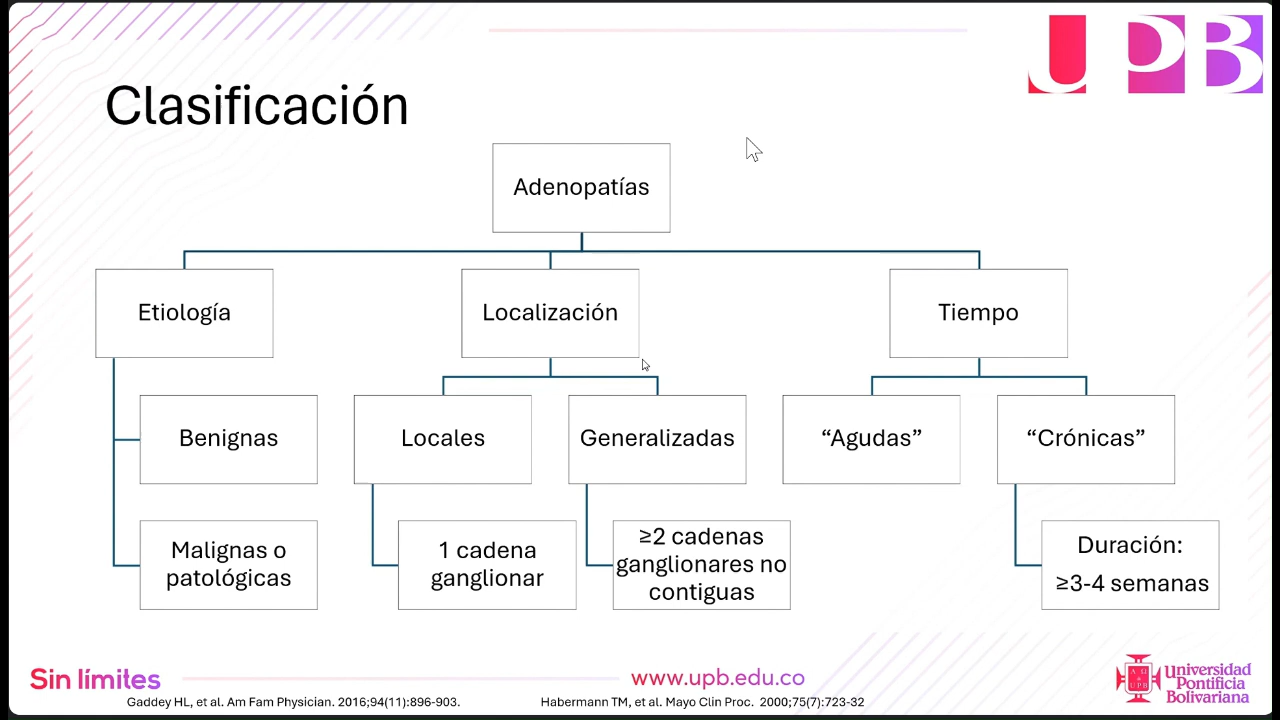 UPB
Clasificación
Adenopatías
Etiología
Localización
Tiempo
Benignas
Locales
Generalizadas
“Agudas”
“Crónicas”
Malignas o
patológicas
1 cadena
ganglionar
≥2 cadenas
ganglionares no
contiguas
Duración:
≥3-4 semanas
Sin límites
www.upb.edu.co
Universidad
Pontificia
Bolivariana
Gaddey HL, et al. Am Fam Physician. 2016;94(11):896-903.
Habermann TM, et al. Mayo Clin Proc. 2000;75(7):723-32